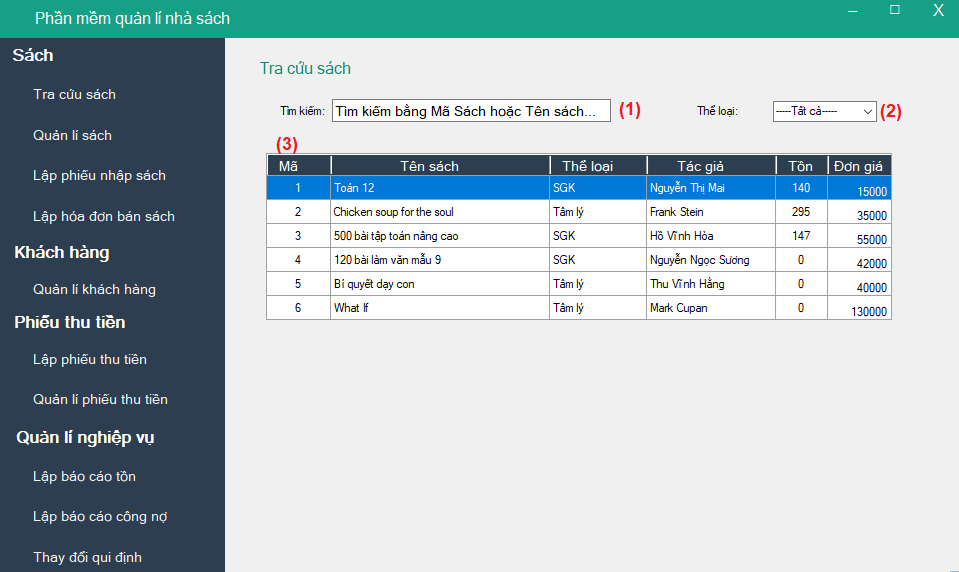 Phần mềm quản lí nhà sách
X
Sách
Tra cứu sách
Quản lí sách
Lập phiếu nhập sách
Lập hóa đơn bán sách
Khách hàng
Quản lí khách hàng
Phiếu thu tiền
Lập phiếu thu tiền
Quản lí phiếu thu tiền
Quản lí nghiệp vụ
Lập báo cáo tồn
Lập báo cáo công nợ
Thay đổi qui định
Tra cứu sách
Tìm kiếm: Tìm kiếm bằng Mã Sách hoặc Tên sách... (1) Thể loại: -----Tất cả----- (2)
(3)
Mã Tên sách Thể loại Tác giả Tồn Đơn giá
1 Toán 12 SGK Nguyễn Thị Mai 140 15000
2 Chicken soup for the soul Tâm lý Frank Stein 295 35000
3 500 bài tập toán nâng cao SGK Hồ Vĩnh Hòa 147 55000
4 120 bài làm văn mẫu 9 SGK Nguyễn Ngọc Sương 0 42000
5 Bí quyết dạy con Tâm lý Thu Vĩnh Hằng 0 40000
6 What If Tâm lý Mark Cupan 0 130000